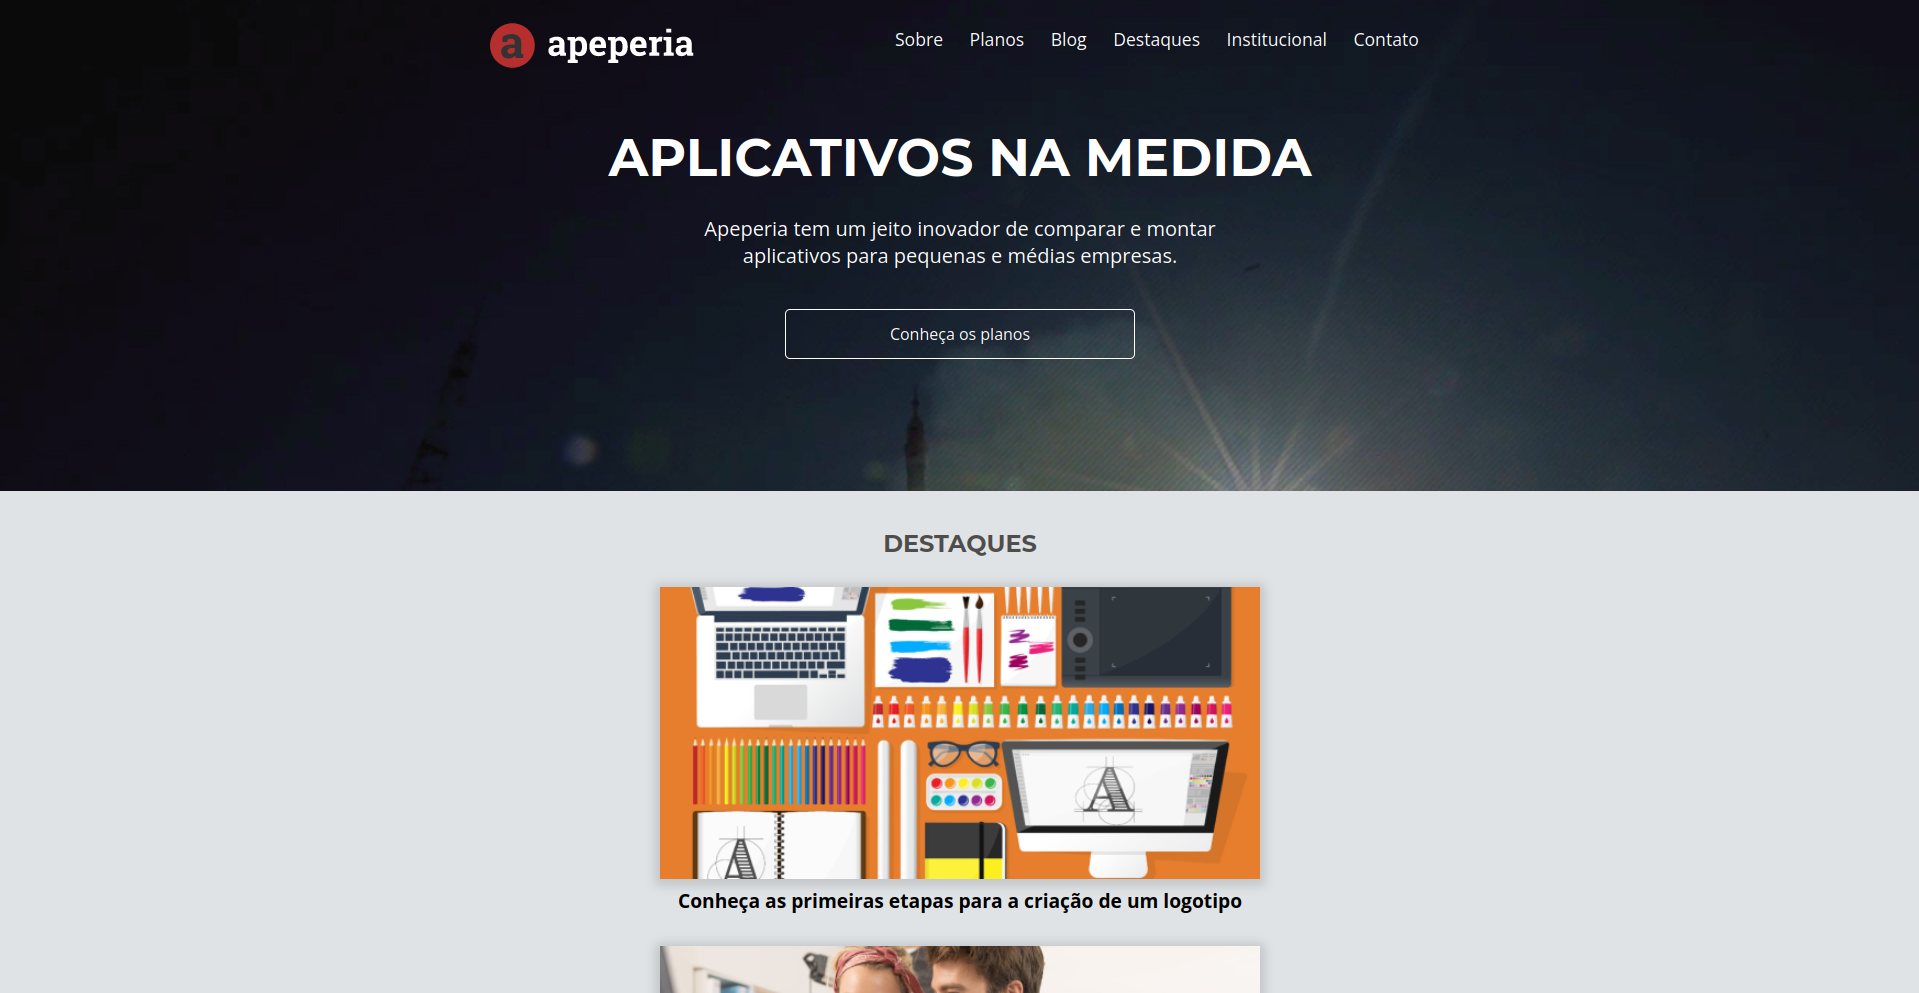 a apeperia
Sobre Planos Blog Destaques Institucional Contato
APLICATIVOS NA MEDIDA
Apeperia tem um jeito inovador de comparar e montar
aplicativos para pequenas e médias empresas.
Conheça os planos
DESTAQUES
A
A
Conheça as primeiras etapas para a criação de um logotipo